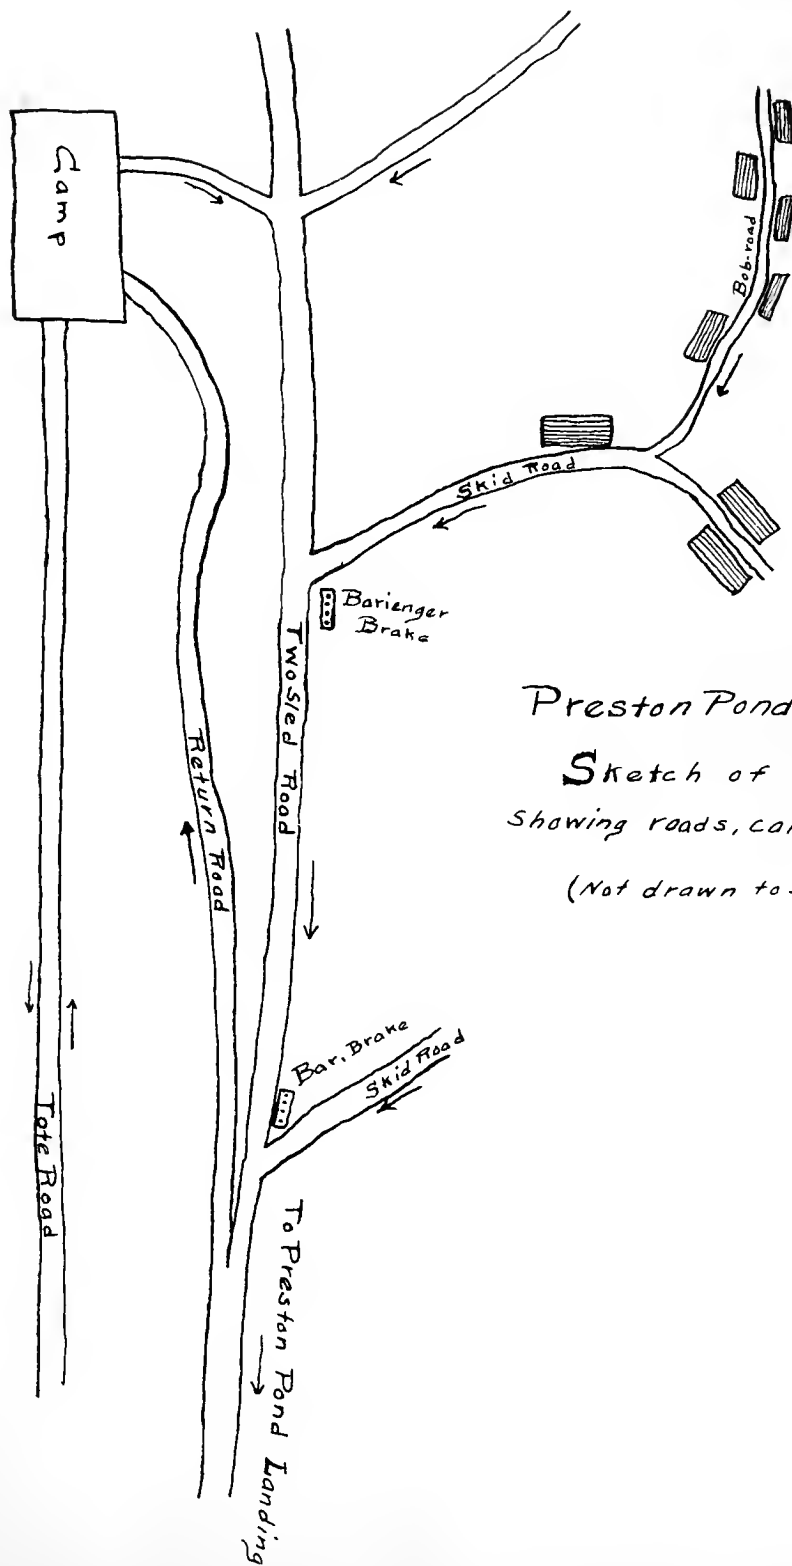 Camp
Bob-road
Skid Road
Barienger
Brake
Two Sled Road
Preston Pond
Sketch of
Showing roads, ca
(Not drawn to
Return Road
Bar. Brake
Skid Road
Tote Road
To Preston Pond Landing